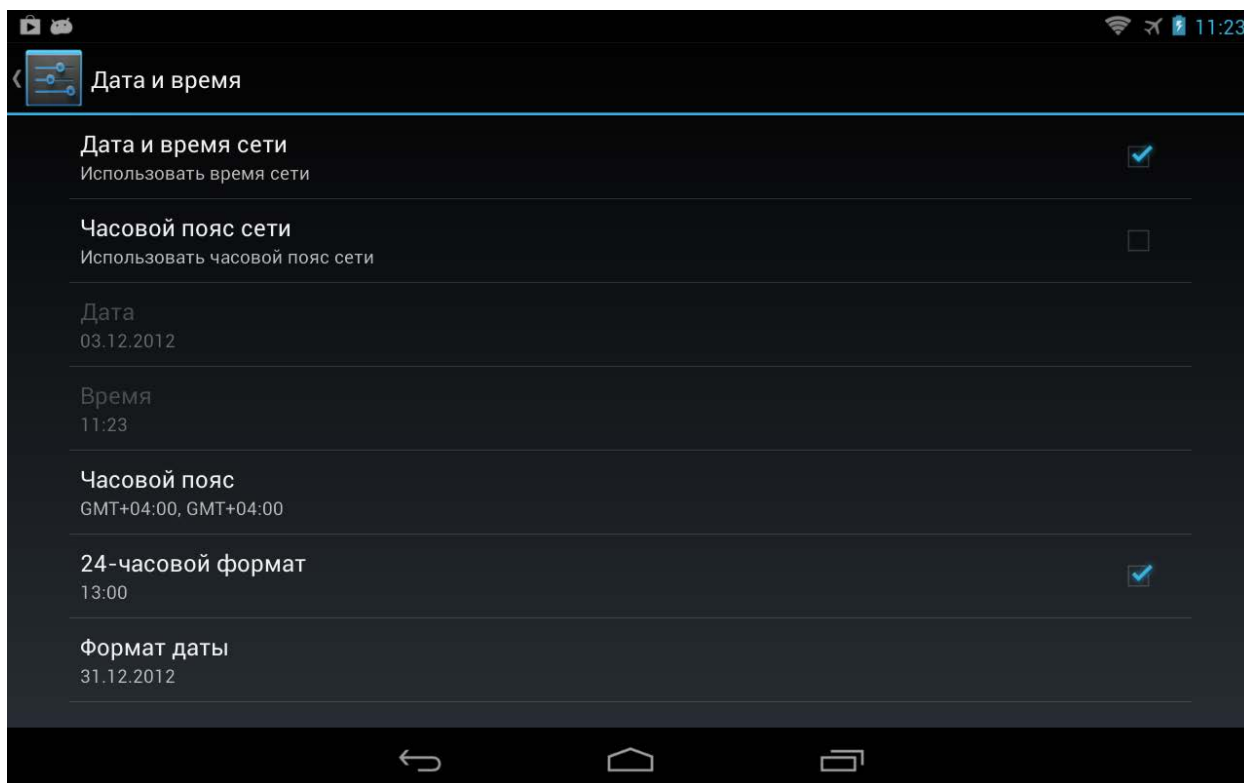 11:23
Дата и время
Дата и время сети
Использовать время сети
Часовой пояс сети
Использовать часовой пояс сети
Дата
03.12.2012
Время
11:23
Часовой пояс
GMT+04:00, GMT+04:00
24-часовой формат
13:00
Формат даты
31.12.2012